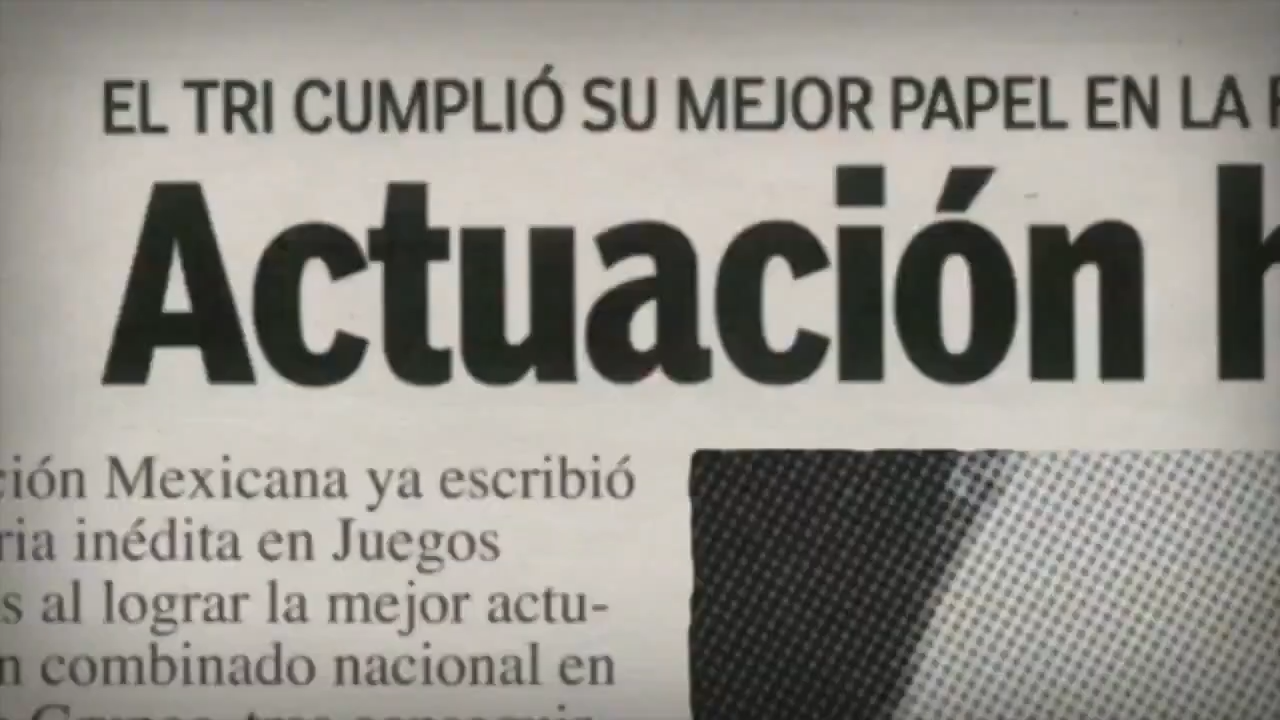 EL TRI CUMPLIÓ SU MEJOR PAPEL EN LA
Actuación h
ción Mexicana ya escribió
ria inédita en Juegos
s al lograr la mejor actu-
n combinado nacional en